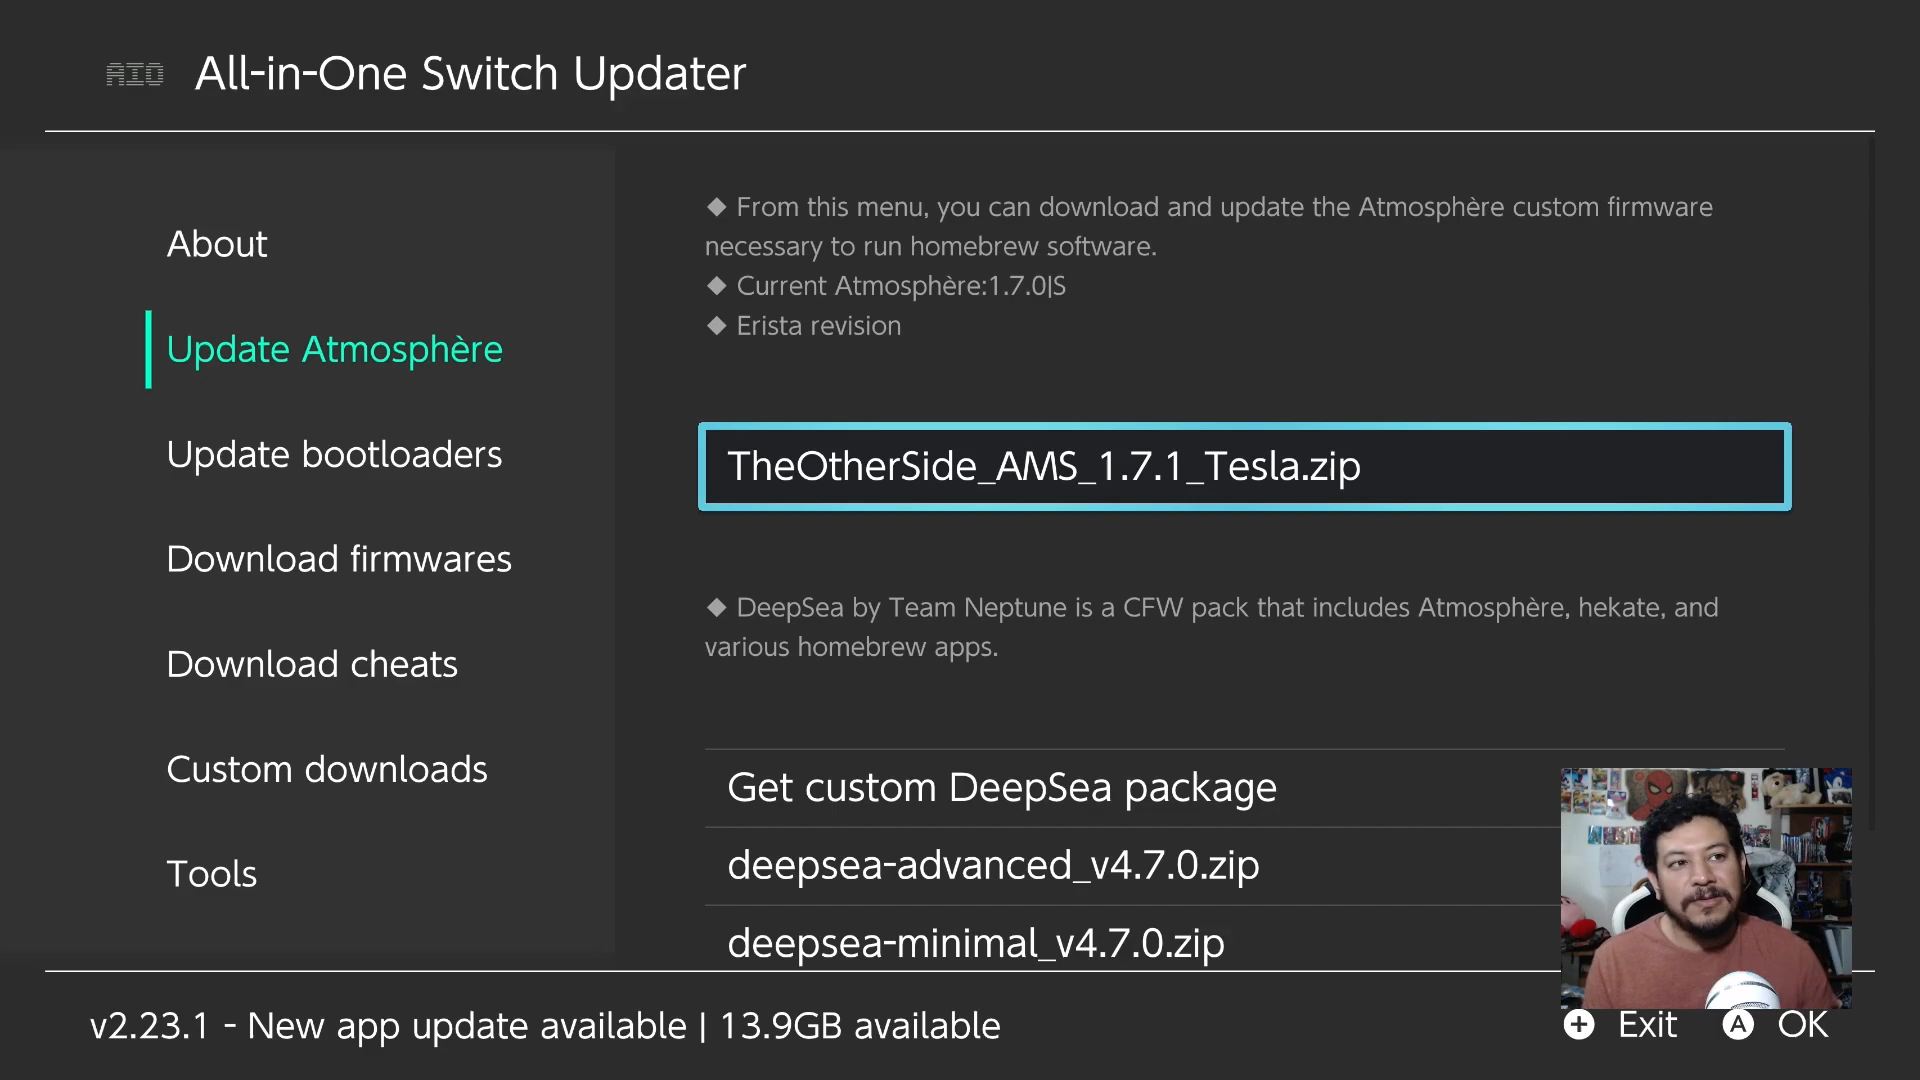 AIO All-in-One Switch Updater
About
Update Atmosphère
Update bootloaders
Download firmwares
Download cheats
Custom downloads
Tools
◆ From this menu, you can download and update the Atmosphère custom firmware
necessary to run homebrew software.
◆ Current Atmosphère:1.7.0|S
◆ Erista revision
TheOtherSide_AMS_1.7.1_Tesla.zip
◆ DeepSea by Team Neptune is a CFW pack that includes Atmosphère, hekate, and
various homebrew apps.
Get custom DeepSea package
deepsea-advanced_v4.7.0.zip
deepsea-minimal_v4.7.0.zip
v2.23.1 - New app update available | 13.9GB available
+ Exit A OK